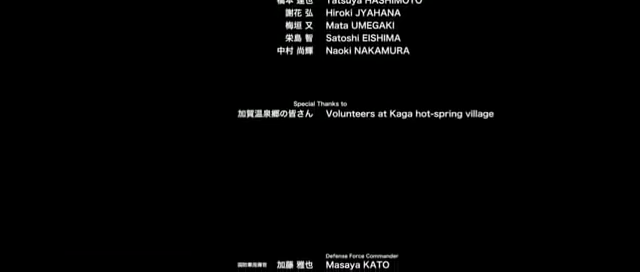 橋本 達也 Tatsuya HASHIMOTO
謝花 弘 Hiroki JYAHANA
梅垣 又 Mata UMEGAKI
栄島 智 Satoshi EISHIMA
中村 尚輝 Naoki NAKAMURA
Special Thanks to
加賀温泉郷の皆さん Volunteers at Kaga hot-spring village
Defense Force Commander
加藤 雅也 Masaya KATO